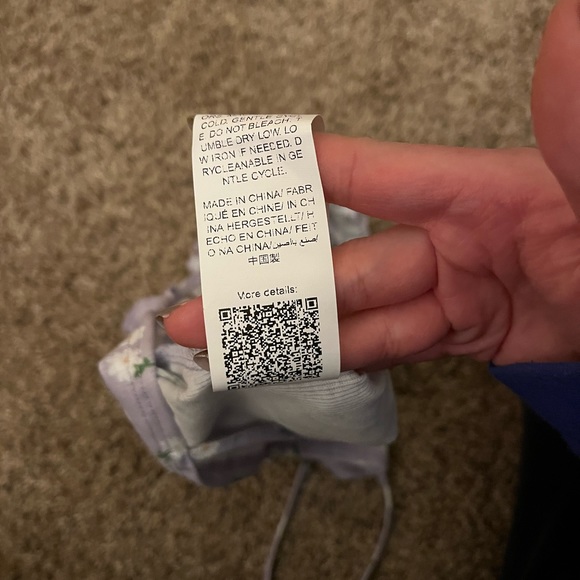 COLD. GENTLE CYCL
E. DO NOT BLEACH. T
UMBLE DRY LOW. LO
W IRON IF NEEDED. D
RYCLEANABLE IN GE
NTLE CYCLE.
MADE IN CHINA/ FABR
IQUÉ EN CHINE/ IN CH
INA HERGESTELLT/ H
ECHO EN CHINA/ FEIT
O NA CHINA/صنع بالصين/
中国製
More details: